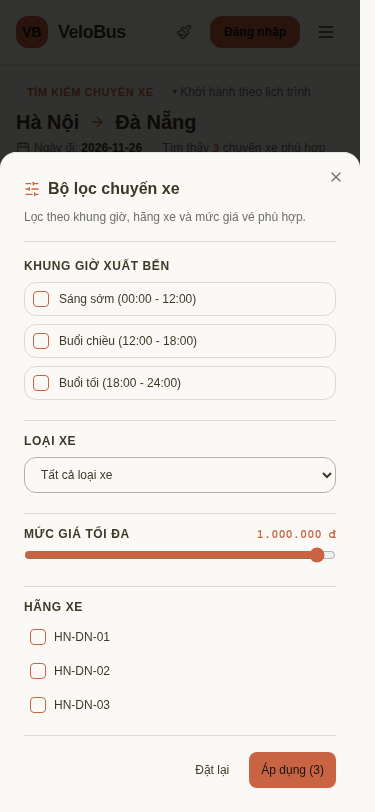 VB VeloBus Đăng nhập
TÌM KIẾM CHUYẾN XE • Khởi hành theo lịch trình
Hà Nội → Đà Nẵng
Ngày đi: 2026-11-26 • Tìm thấy 3 chuyến xe phù hợp
Bộ lọc chuyến xe
Lọc theo khung giờ, hãng xe và mức giá vé phù hợp.
KHUNG GIỜ XUẤT BẾN
Sáng sớm (00:00 - 12:00)
Buổi chiều (12:00 - 18:00)
Buổi tối (18:00 - 24:00)
LOẠI XE
Tất cả loại xe
MỨC GIÁ TỐI ĐA 1.000.000 đ
HÃNG XE
HN-DN-01
HN-DN-02
HN-DN-03
Đặt lại Áp dụng (3)